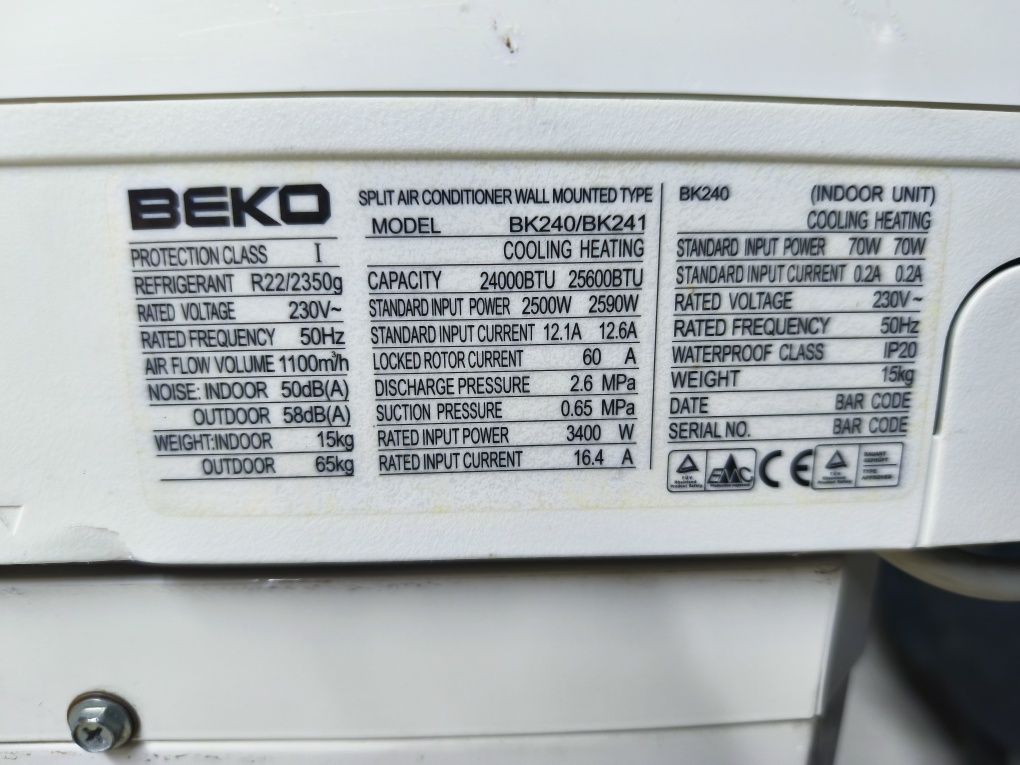 BEKO
PROTECTION CLASS I
REFRIGERANT R22/2350g
RATED VOLTAGE 230V~
RATED FREQUENCY 50Hz
AIR FLOW VOLUME 1100m³/h
NOISE: INDOOR 50dB(A)
OUTDOOR 58dB(A)
WEIGHT:INDOOR 15kg
OUTDOOR 65kg
SPLIT AIR CONDITIONER WALL MOUNTED TYPE
MODEL BK240/BK241
COOLING HEATING
CAPACITY 24000BTU 25600BTU
STANDARD INPUT POWER 2500W 2590W
STANDARD INPUT CURRENT 12.1A 12.6A
LOCKED ROTOR CURRENT 60 A
DISCHARGE PRESSURE 2.6 MPa
SUCTION PRESSURE 0.65 MPa
RATED INPUT POWER 3400 W
RATED INPUT CURRENT 16.4 A
BK240 (INDOOR UNIT)
COOLING HEATING
STANDARD INPUT POWER 70W 70W
STANDARD INPUT CURRENT 0.2A 0.2A
RATED VOLTAGE 230V~
RATED FREQUENCY 50Hz
WATERPROOF CLASS IP20
WEIGHT 15kg
DATE BAR CODE
SERIAL NO. BAR CODE
EMC CE